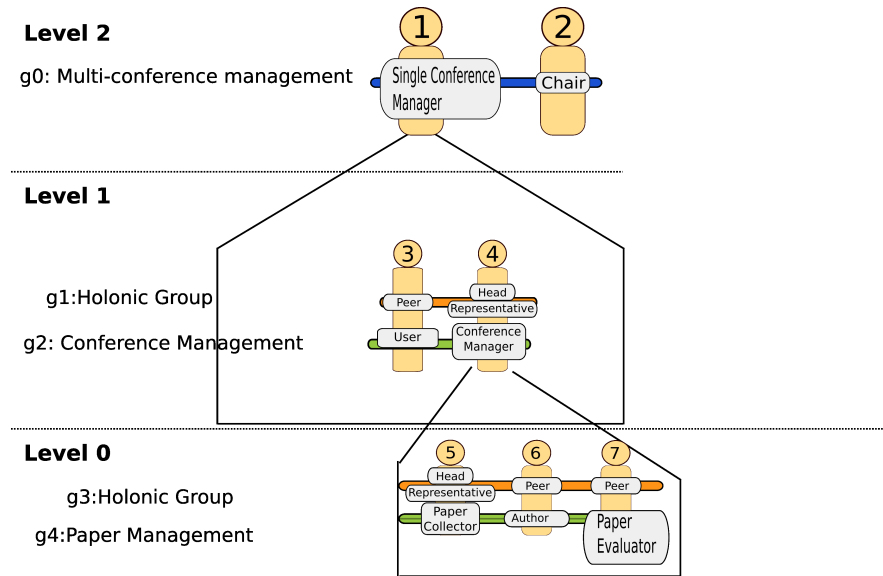 Level 2
1
2
g0: Multi-conference management
Single Conference
Manager
Chair
Level 1
3
4
g1:Holonic Group
Peer
Head
Representative
g2: Conference Management
User
Conference
Manager
Level 0
5
6
7
g3:Holonic Group
Head
Representative
Peer
Peer
g4:Paper Management
Paper
Collector
Author
Paper
Evaluator